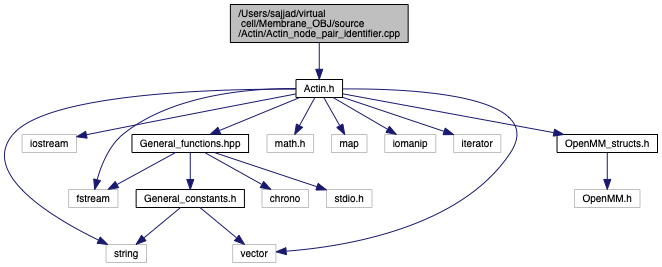 /Users/sajjad/virtual
cell/Membrane_OBJ/source
/Actin/Actin_node_pair_identifier.cpp
Actin.h
iostream
General_functions.hpp
math.h
map
iomanip
iterator
OpenMM_structs.h
fstream
General_constants.h
chrono
stdio.h
OpenMM.h
string
vector